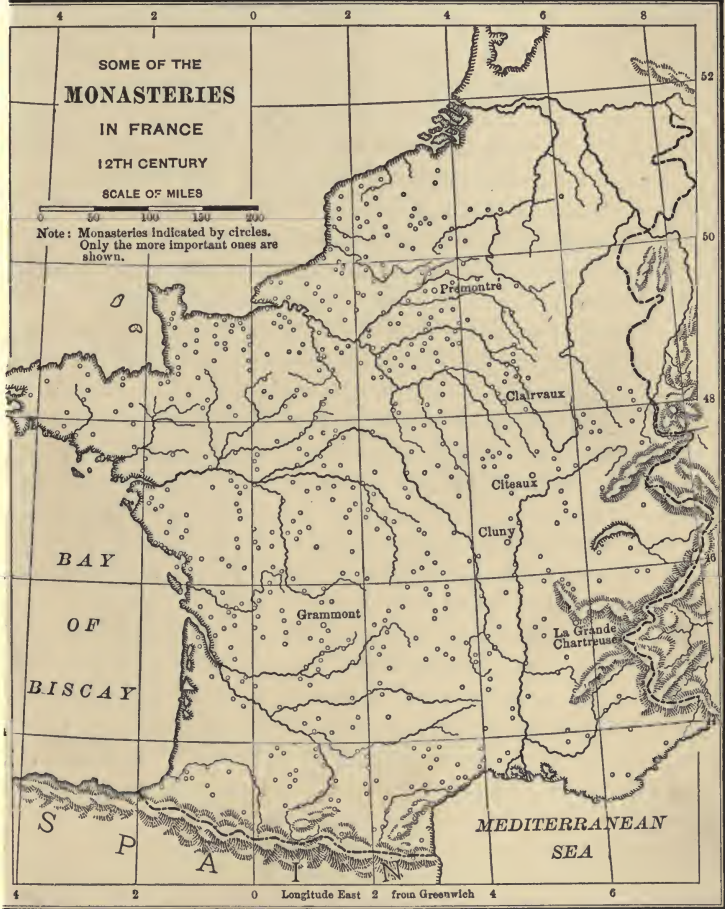 4 2 0 2 4 6 8
SOME OF THE
MONASTERIES
IN FRANCE
12TH CENTURY
SCALE OF MILES
0 50 100 150 200
Note: Monasteries indicated by circles.
Only the more important ones are
shown.
52
50
Prémontré
Clairvaux
48
Citeaux
Cluny
BAY
46
OF
Grammont
La Grande
Chartreuse
BISCAY
44
SPAIN
MEDITERRANEAN
SEA
4 2 0 Longitude East 2 from Greenwich 4 6